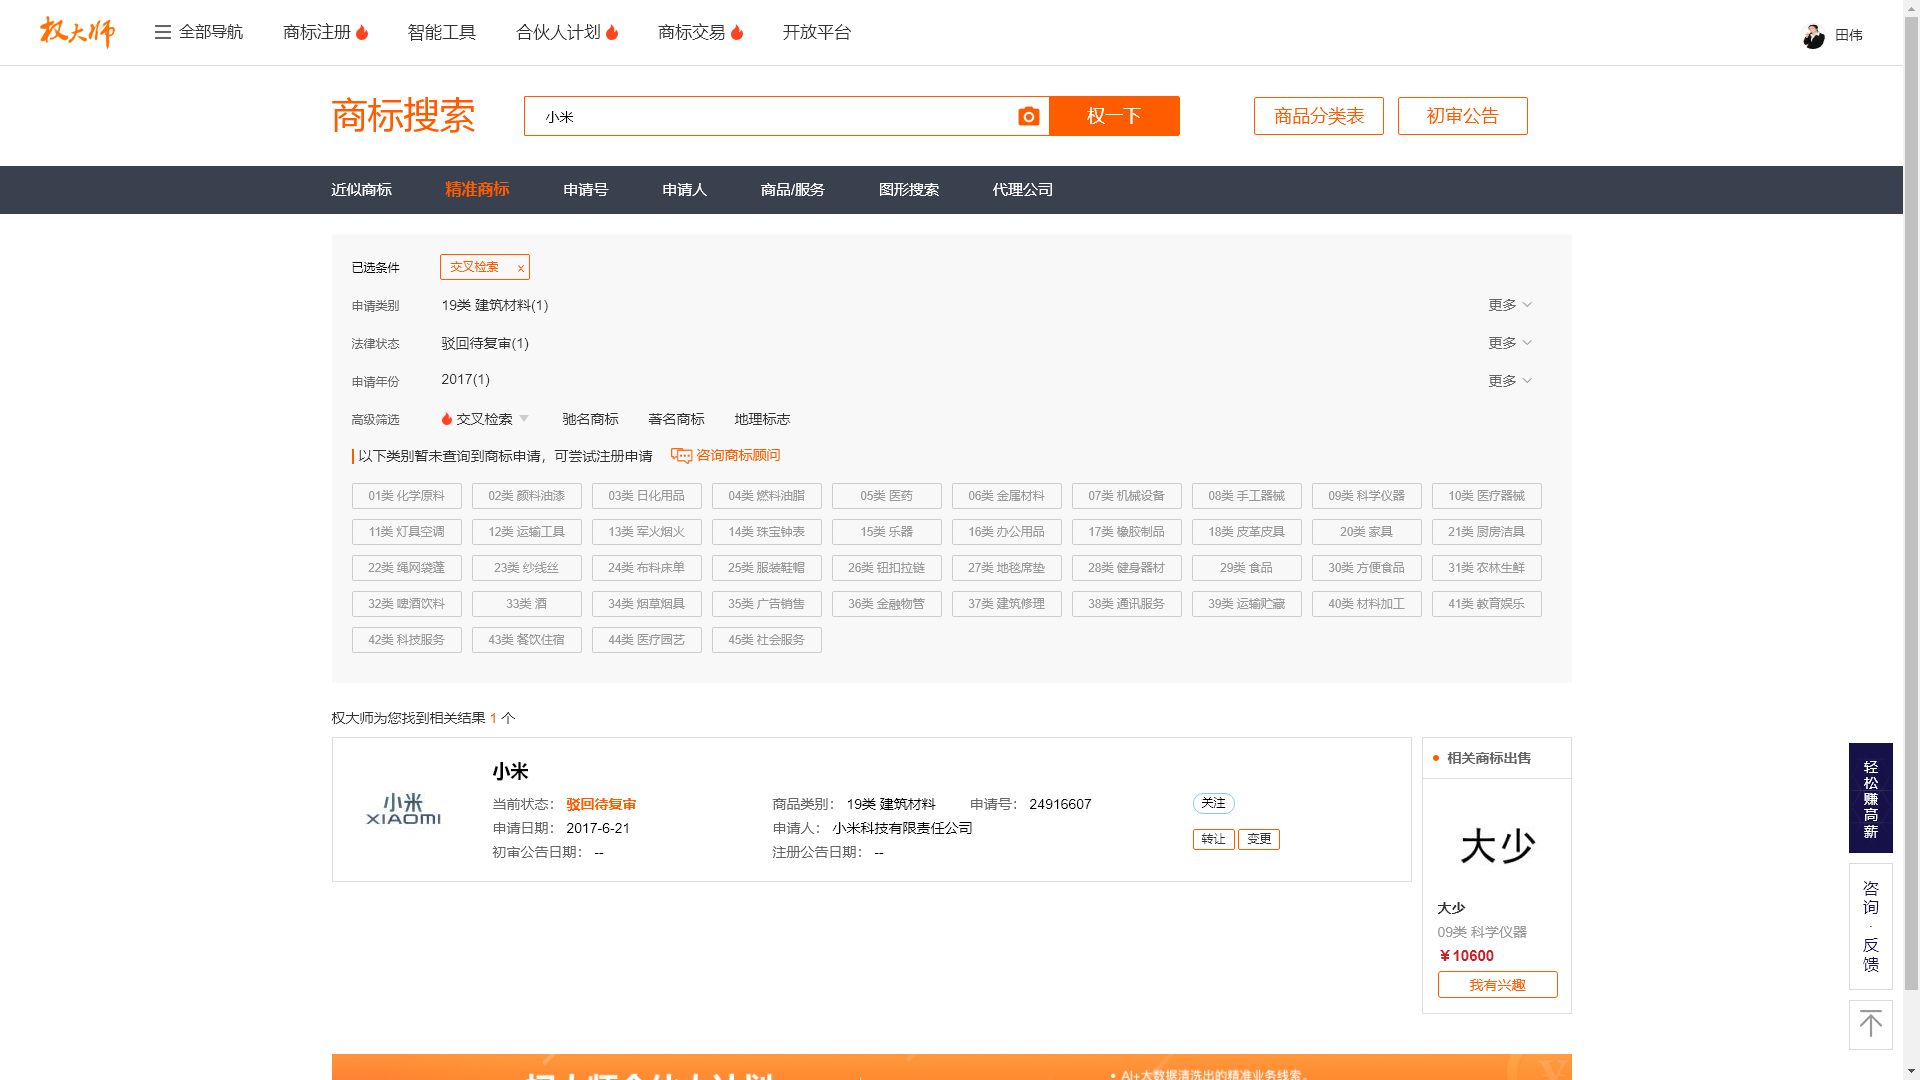 权大师 全部导航 商标注册 智能工具 合伙人计划 商标交易 开放平台 田伟
商标搜索 小米 权一下 商品分类表 初审公告
近似商标 精准商标 申请号 申请人 商品/服务 图形搜索 代理公司
已选条件 交叉检索 x
申请类别 19类 建筑材料(1) 更多
法律状态 驳回待复审(1) 更多
申请年份 2017(1) 更多
高级筛选 交叉检索 驰名商标 著名商标 地理标志
以下类别暂未查询到商标申请，可尝试注册申请 咨询商标顾问
01类 化学原料 02类 颜料油漆 03类 日化用品 04类 燃料油脂 05类 医药 06类 金属材料 07类 机械设备 08类 手工器械 09类 科学仪器 10类 医疗器械
11类 灯具空调 12类 运输工具 13类 军火烟火 14类 珠宝钟表 15类 乐器 16类 办公用品 17类 橡胶制品 18类 皮革皮具 20类 家具 21类 厨房洁具
22类 绳网袋蓬 23类 纱线丝 24类 布料床单 25类 服装鞋帽 26类 钮扣拉链 27类 地毯席垫 28类 健身器材 29类 食品 30类 方便食品 31类 农林生鲜
32类 啤酒饮料 33类 酒 34类 烟草烟具 35类 广告销售 36类 金融物管 37类 建筑修理 38类 通讯服务 39类 运输贮藏 40类 材料加工 41类 教育娱乐
42类 科技服务 43类 餐饮住宿 44类 医疗园艺 45类 社会服务
权大师为您找到相关结果 1 个
小米
XIAOMI
小米
当前状态： 驳回待复审 商品类别： 19类 建筑材料 申请号： 24916607 关注
申请日期： 2017-6-21 申请人： 小米科技有限责任公司 转让 变更
初审公告日期： -- 注册公告日期： --
相关商标出售
大少
大少
09类 科学仪器
￥10600
我有兴趣
轻松赚高薪
咨询·反馈
权大师合伙人计划
• AI+大数据清洗出的精准业务线索。